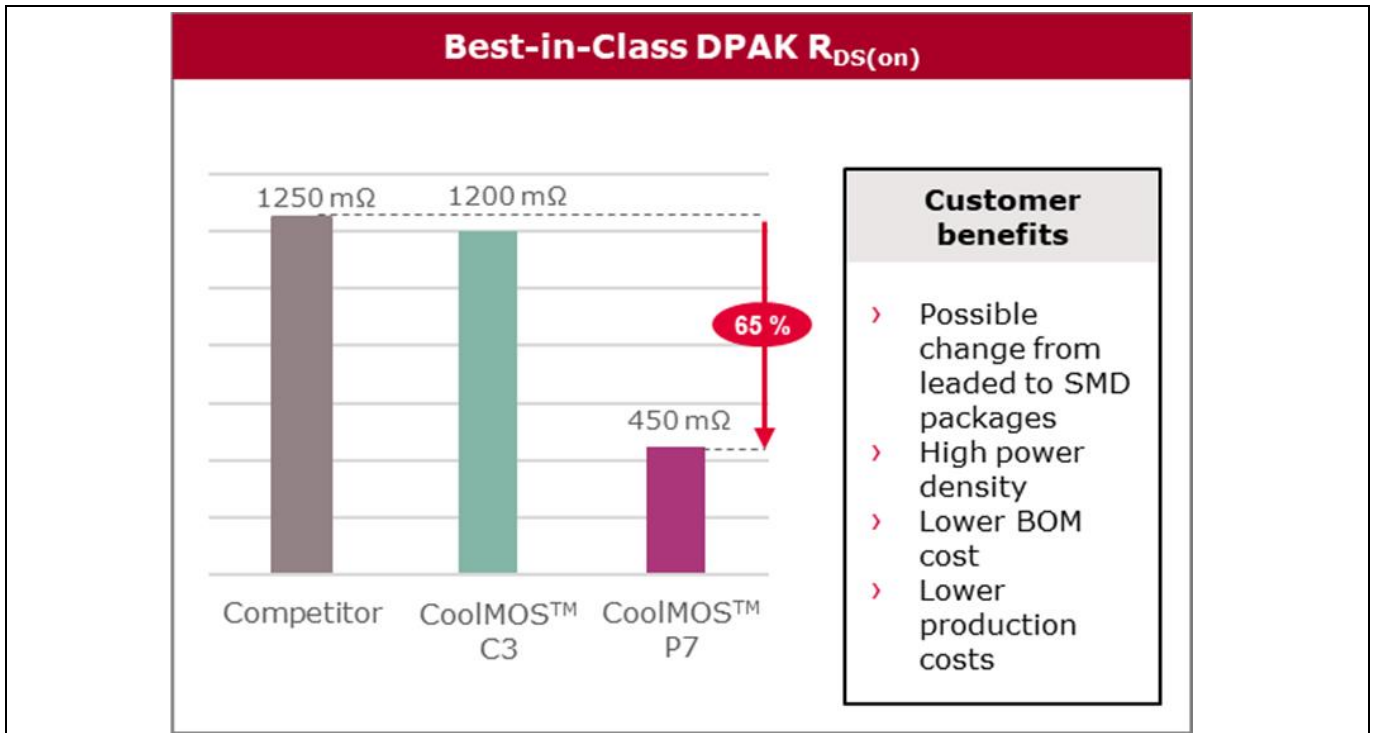 Best-in-Class DPAK RDS(on)
1250 mΩ
1200 mΩ
65 %
450 mΩ
Competitor
CoolMOS™
C3
CoolMOS™
P7
Customer
benefits
› Possible
change from
leaded to SMD
packages
› High power
density
› Lower BOM
cost
› Lower
production
costs